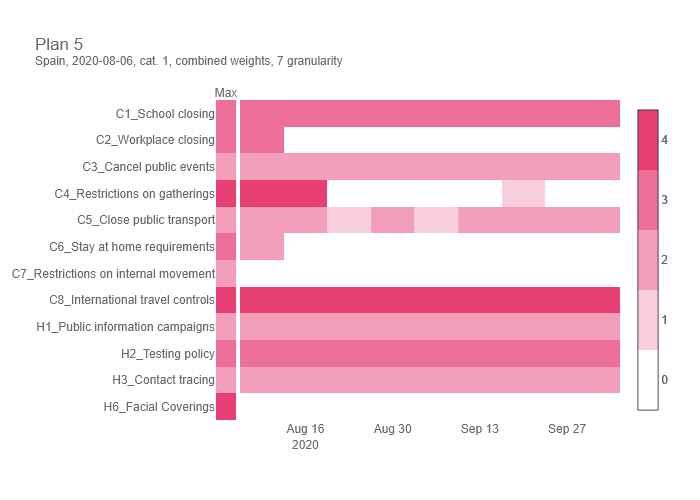 Plan 5
Spain, 2020-08-06, cat. 1, combined weights, 7 granularity
Max
C1_School closing
C2_Workplace closing
C3_Cancel public events
C4_Restrictions on gatherings
C5_Close public transport
C6_Stay at home requirements
C7_Restrictions on internal movement
C8_International travel controls
H1_Public information campaigns
H2_Testing policy
H3_Contact tracing
H6_Facial Coverings
Aug 16
2020
Aug 30
Sep 13
Sep 27
4
3
2
1
0